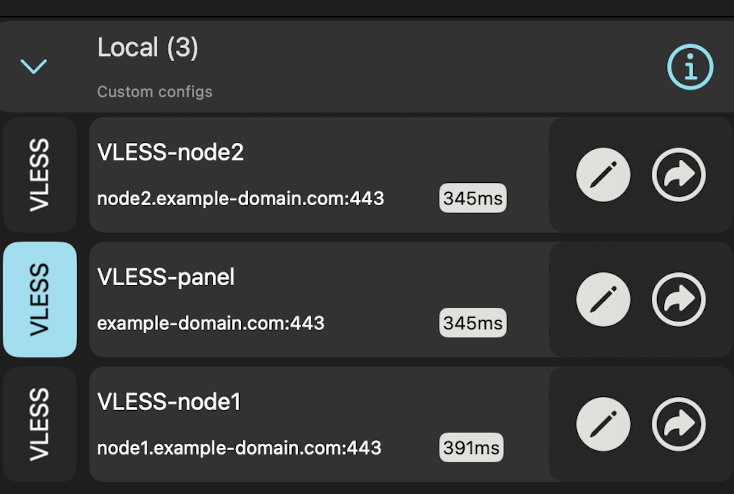 Local (3)
Custom configs
VLESS
VLESS-node2
node2.example-domain.com:443
345ms
VLESS
VLESS-panel
example-domain.com:443
345ms
VLESS
VLESS-node1
node1.example-domain.com:443
391ms